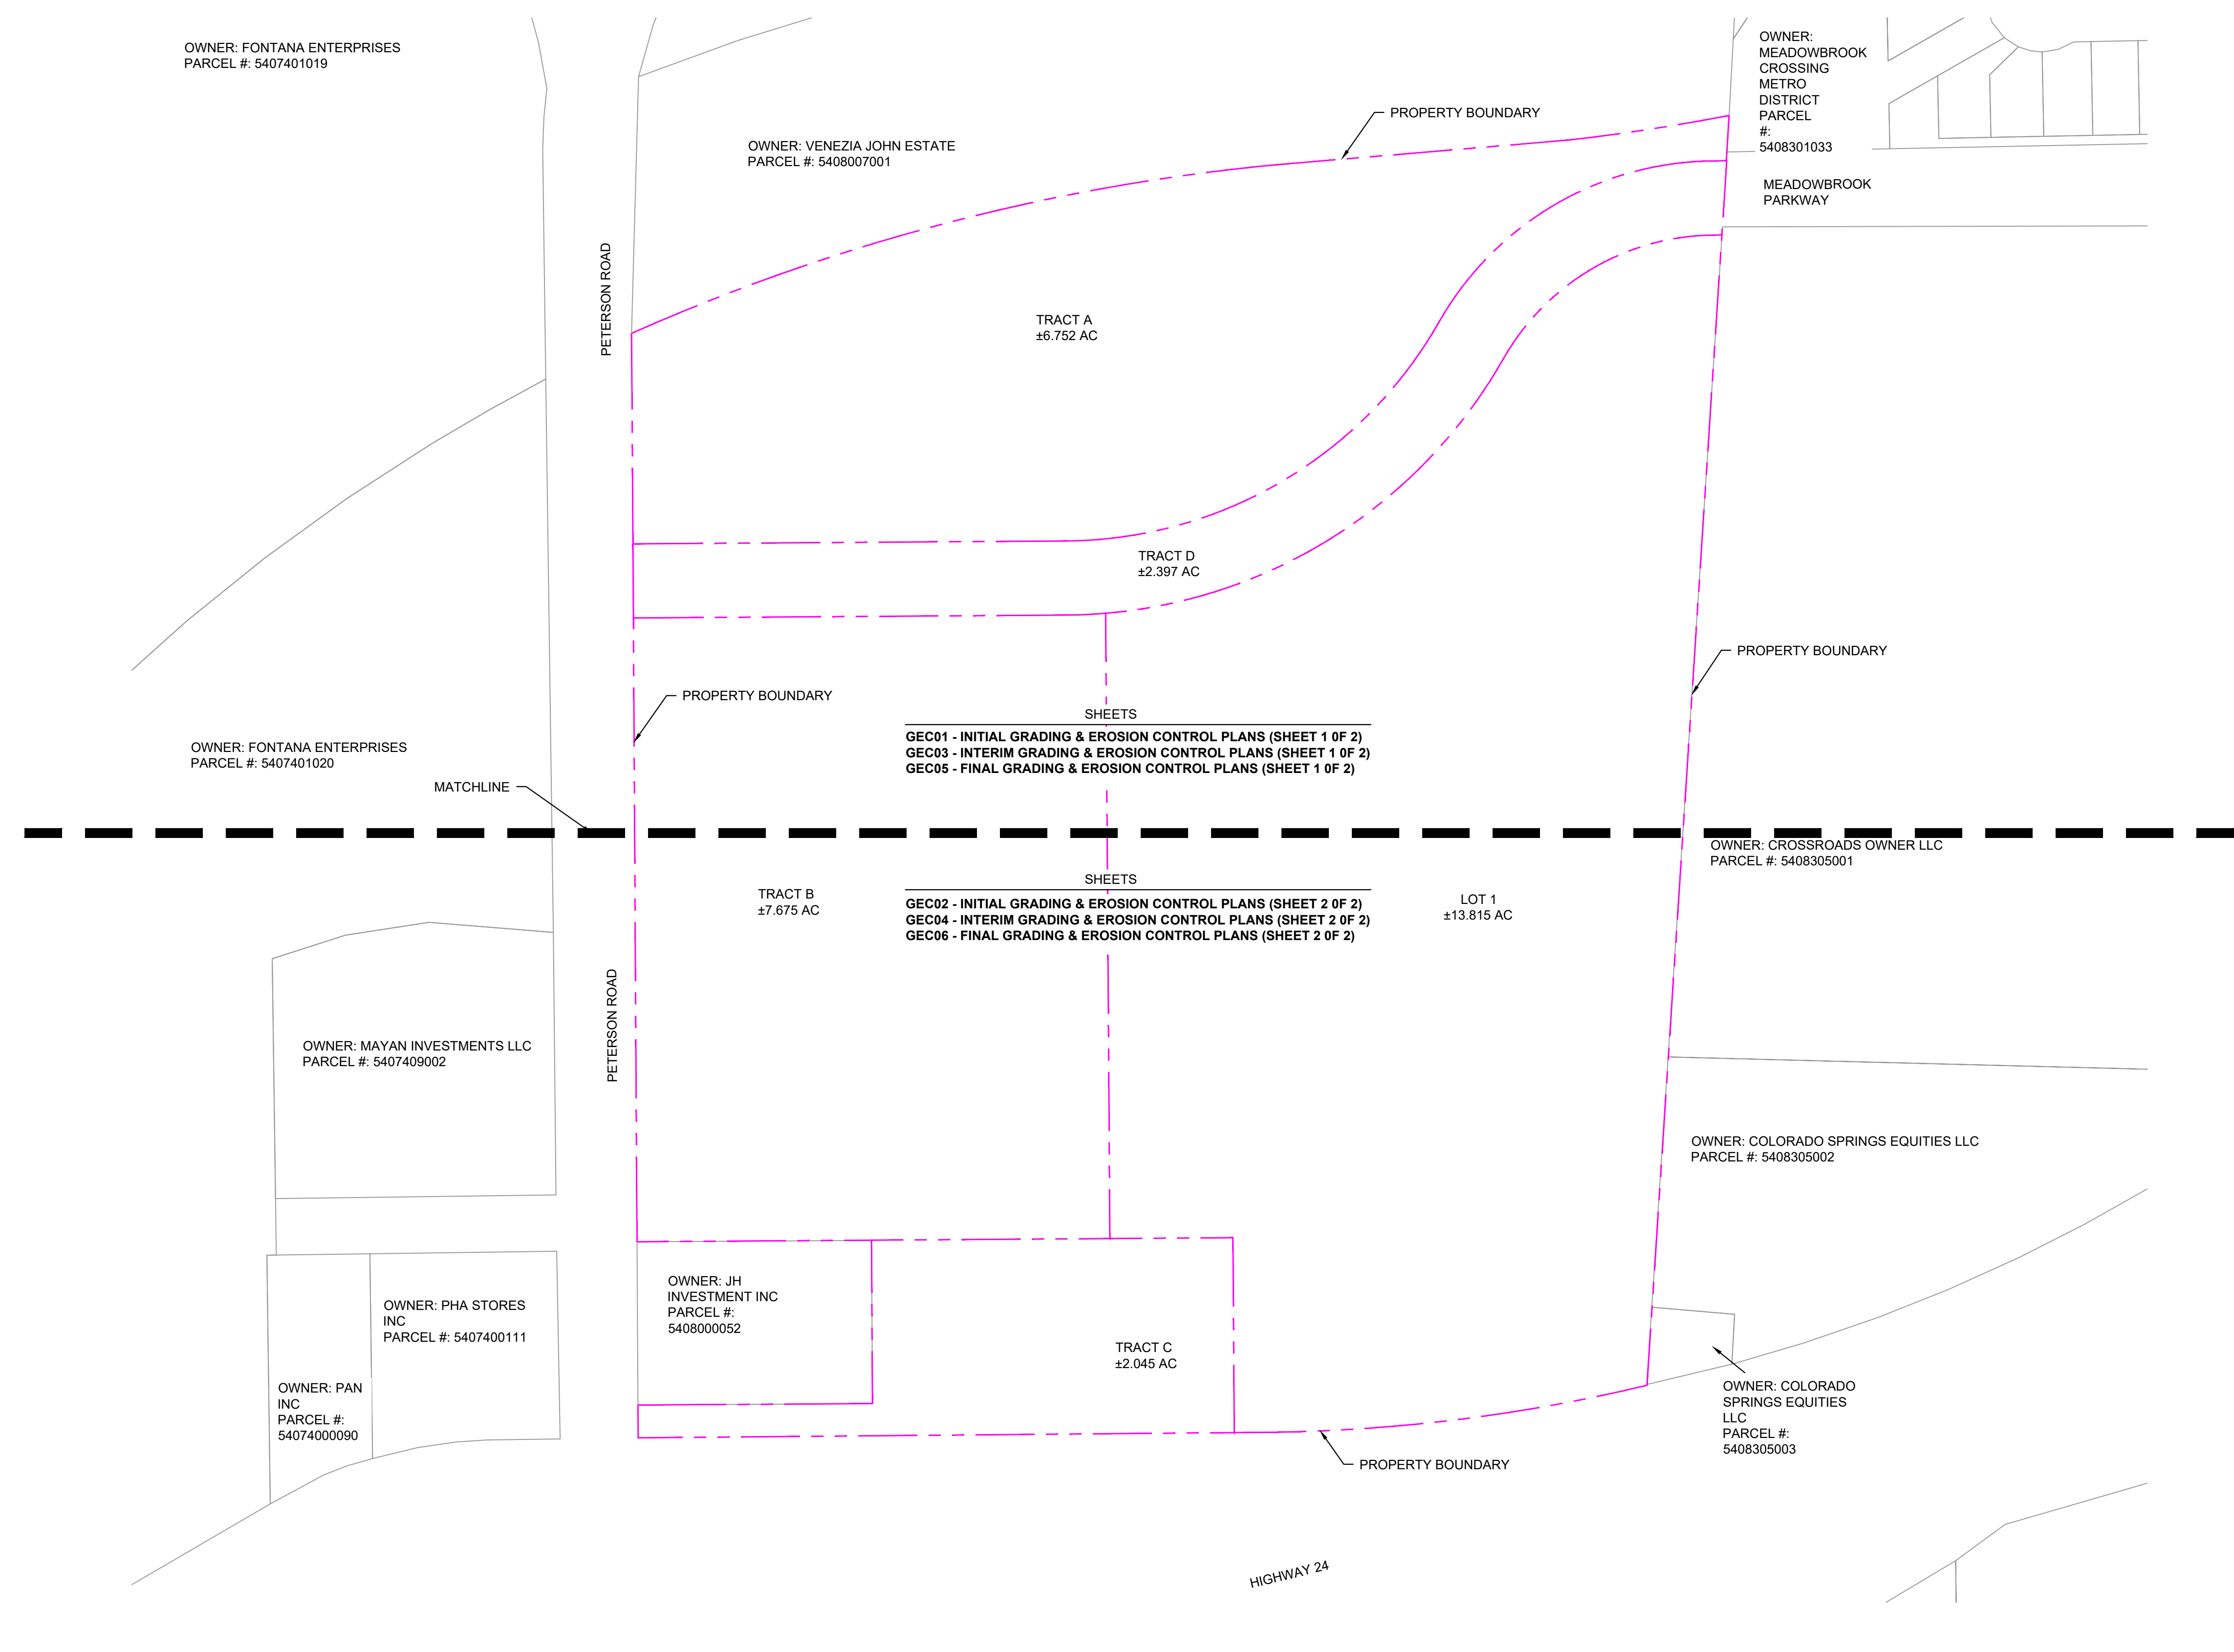 OWNER: FONTANA ENTERPRISES
PARCEL #: 5407401019
OWNER: VENEZIA JOHN ESTATE
PARCEL #: 5408007001
PROPERTY BOUNDARY
OWNER:
MEADOWBROOK
CROSSING
METRO
DISTRICT
PARCEL
#:
5408301033
MEADOWBROOK
PARKWAY
PETERSON ROAD
TRACT A
±6.752 AC
TRACT D
±2.397 AC
PROPERTY BOUNDARY
PROPERTY BOUNDARY
SHEETS
GEC01 - INITIAL GRADING & EROSION CONTROL PLANS (SHEET 1 0F 2)
GEC03 - INTERIM GRADING & EROSION CONTROL PLANS (SHEET 1 0F 2)
GEC05 - FINAL GRADING & EROSION CONTROL PLANS (SHEET 1 0F 2)
OWNER: FONTANA ENTERPRISES
PARCEL #: 5407401020
MATCHLINE
OWNER: CROSSROADS OWNER LLC
PARCEL #: 5408305001
TRACT B
±7.675 AC
SHEETS
GEC02 - INITIAL GRADING & EROSION CONTROL PLANS (SHEET 2 0F 2)
GEC04 - INTERIM GRADING & EROSION CONTROL PLANS (SHEET 2 0F 2)
GEC06 - FINAL GRADING & EROSION CONTROL PLANS (SHEET 2 0F 2)
LOT 1
±13.815 AC
PETERSON ROAD
OWNER: MAYAN INVESTMENTS LLC
PARCEL #: 5407409002
OWNER: COLORADO SPRINGS EQUITIES LLC
PARCEL #: 5408305002
OWNER: JH
INVESTMENT INC
PARCEL #:
5408000052
OWNER: PHA STORES
INC
PARCEL #: 5407400111
TRACT C
±2.045 AC
OWNER: PAN
INC
PARCEL #:
54074000090
OWNER: COLORADO
SPRINGS EQUITIES
LLC
PARCEL #:
5408305003
PROPERTY BOUNDARY
HIGHWAY 24